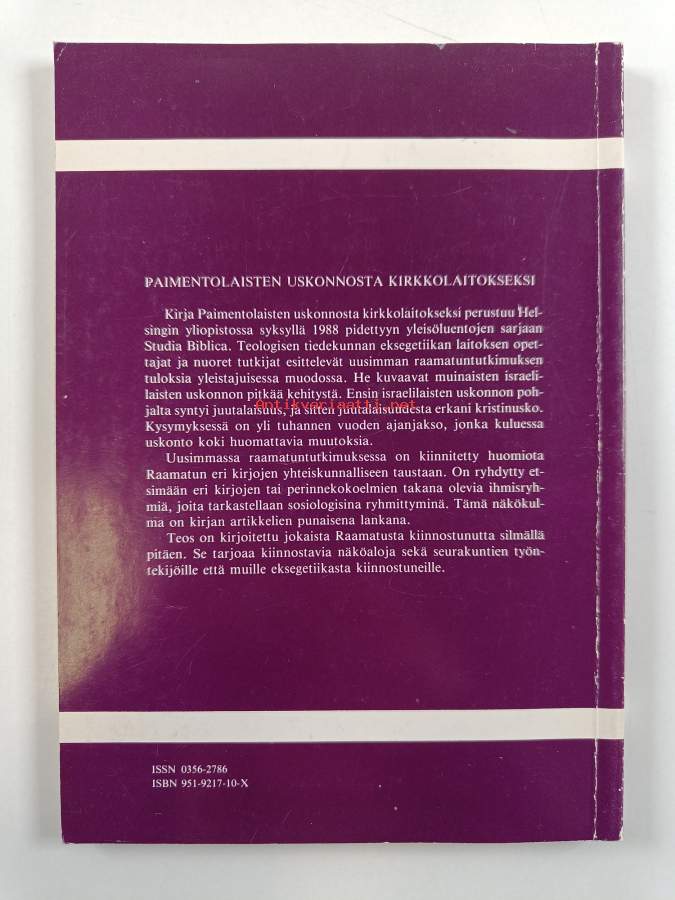 PAIMENTOLAISTEN USKONNOSTA KIRKKOLAITOKSEKSI
Kirja Paimentolaisten uskonnosta kirkkolaitokseksi perustuu Hel-
singin yliopistossa syksyllä 1988 pidettyyn yleisöluentojen sarjaan
Studia Biblica. Teologisen tiedekunnan eksegetiikan laitoksen opet-
tajat ja nuoret tutkijat esittelevät uusimman raamatuntutkimuksen
tuloksia yleistajuisessa muodossa. He kuvaavat muinaisten israeli-
laisten uskonnon pitkää kehitystä. Ensin israelilaisten uskonnon poh-
jalta syntyi juutalaisuus, ja sitten juutalaisuudesta erkani kristinusko.
Antikvariaatti.net
Kysymyksessä on yli tuhannen vuoden ajanjakso, jonka kuluessa
uskonto koki huomattavia muutoksia.
Uusimmassa raamatuntutkimuksessa on kiinnitetty huomiota
Raamatun eri kirjojen yhteiskunnalliseen taustaan. On ryhdytty et-
simään eri kirjojen tai perinnekokoelmien takana olevia ihmisryh-
miä, joita tarkastellaan sosiologisina ryhmittyminä. Tämä näkökul-
ma on kirjan artikkelien punaisena lankana.
Teos on kirjoitettu jokaista Raamatusta kiinnostunutta silmällä
pitäen. Se tarjoaa kiinnostavia näköaloja sekä seurakuntien työn-
tekijöille että muille eksegetiikasta kiinnostuneille.
ISSN 0356-2786
ISBN 951-9217-10-X